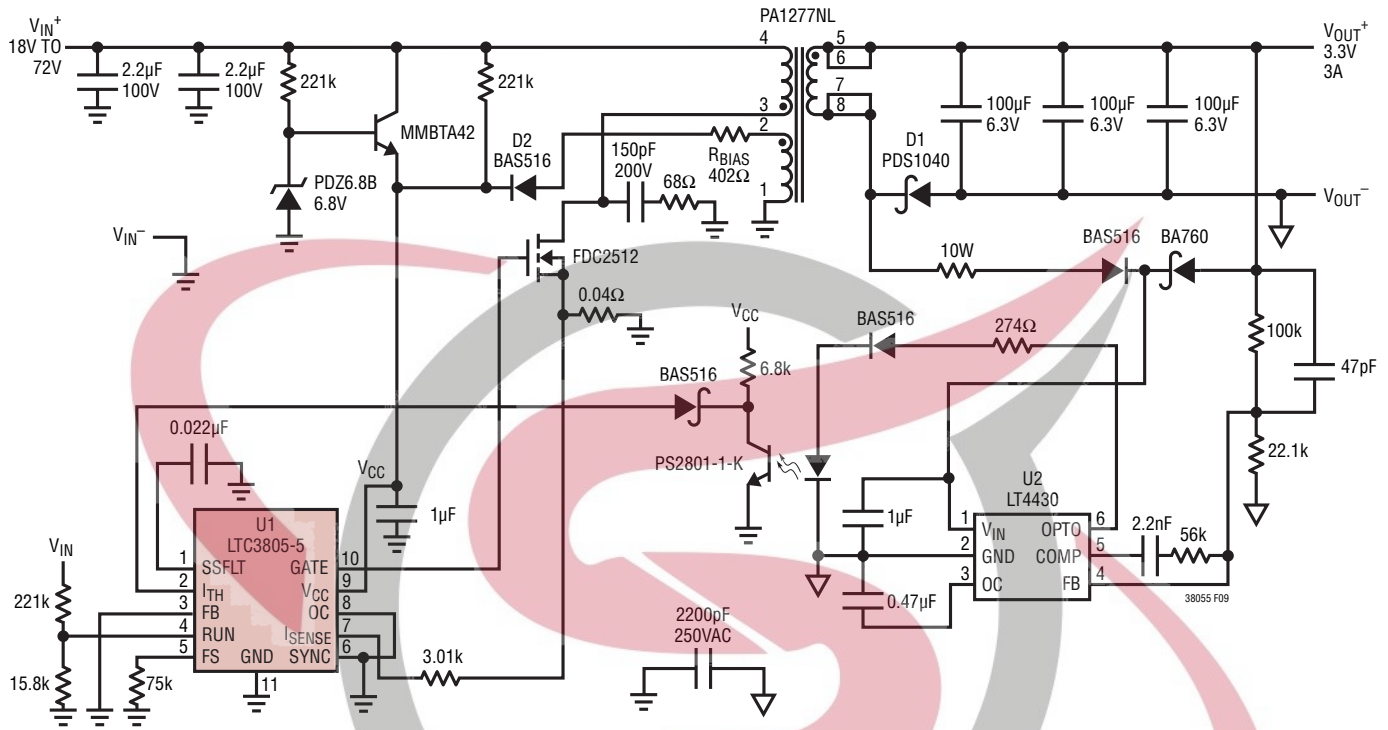 PA1277NL
V_IN+
18V TO
72V
2.2µF
100V
2.2µF
100V
221k
221k
MMBTA42
PDZ6.8B
6.8V
D2
BAS516
R_BIAS
402Ω
150pF
200V
68Ω
4
3
2
1
5
6
7
8
D1
PDS1040
100µF
6.3V
100µF
6.3V
100µF
6.3V
V_OUT+
3.3V
3A
V_OUT−
V_IN−
FDC2512
0.04Ω
10W
BAS516
BA760
100k
47pF
22.1k
V_CC
6.8k
BAS516
BAS516
274Ω
PS2801-1-K
0.022µF
V_CC
1µF
U1
LTC3805-5
1
SSFLT
2
I_TH
3
FB
4
RUN
5
FS
GND
11
GATE
10
V_CC
9
OC
8
I_SENSE
7
SYNC
6
V_IN
221k
15.8k
75k
3.01k
2200pF
250VAC
1µF
0.47µF
U2
LT4430
1
V_IN
2
GND
3
OC
OPTO
6
COMP
5
FB
4
2.2nF
56k
38055 F09